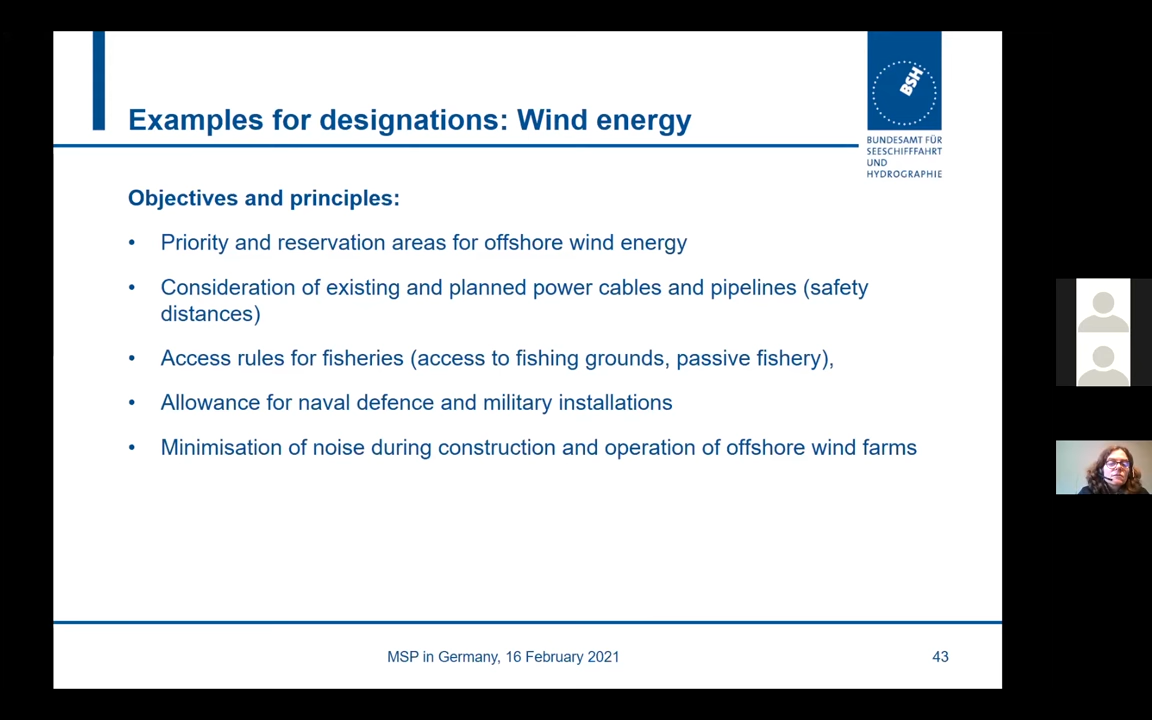 Examples for designations: Wind energy
BSH
BUNDESAMT FÜR
SEESCHIFFFAHRT
UND
HYDROGRAPHIE
Objectives and principles:
• Priority and reservation areas for offshore wind energy
• Consideration of existing and planned power cables and pipelines (safety
distances)
• Access rules for fisheries (access to fishing grounds, passive fishery),
• Allowance for naval defence and military installations
• Minimisation of noise during construction and operation of offshore wind farms
MSP in Germany, 16 February 2021
43